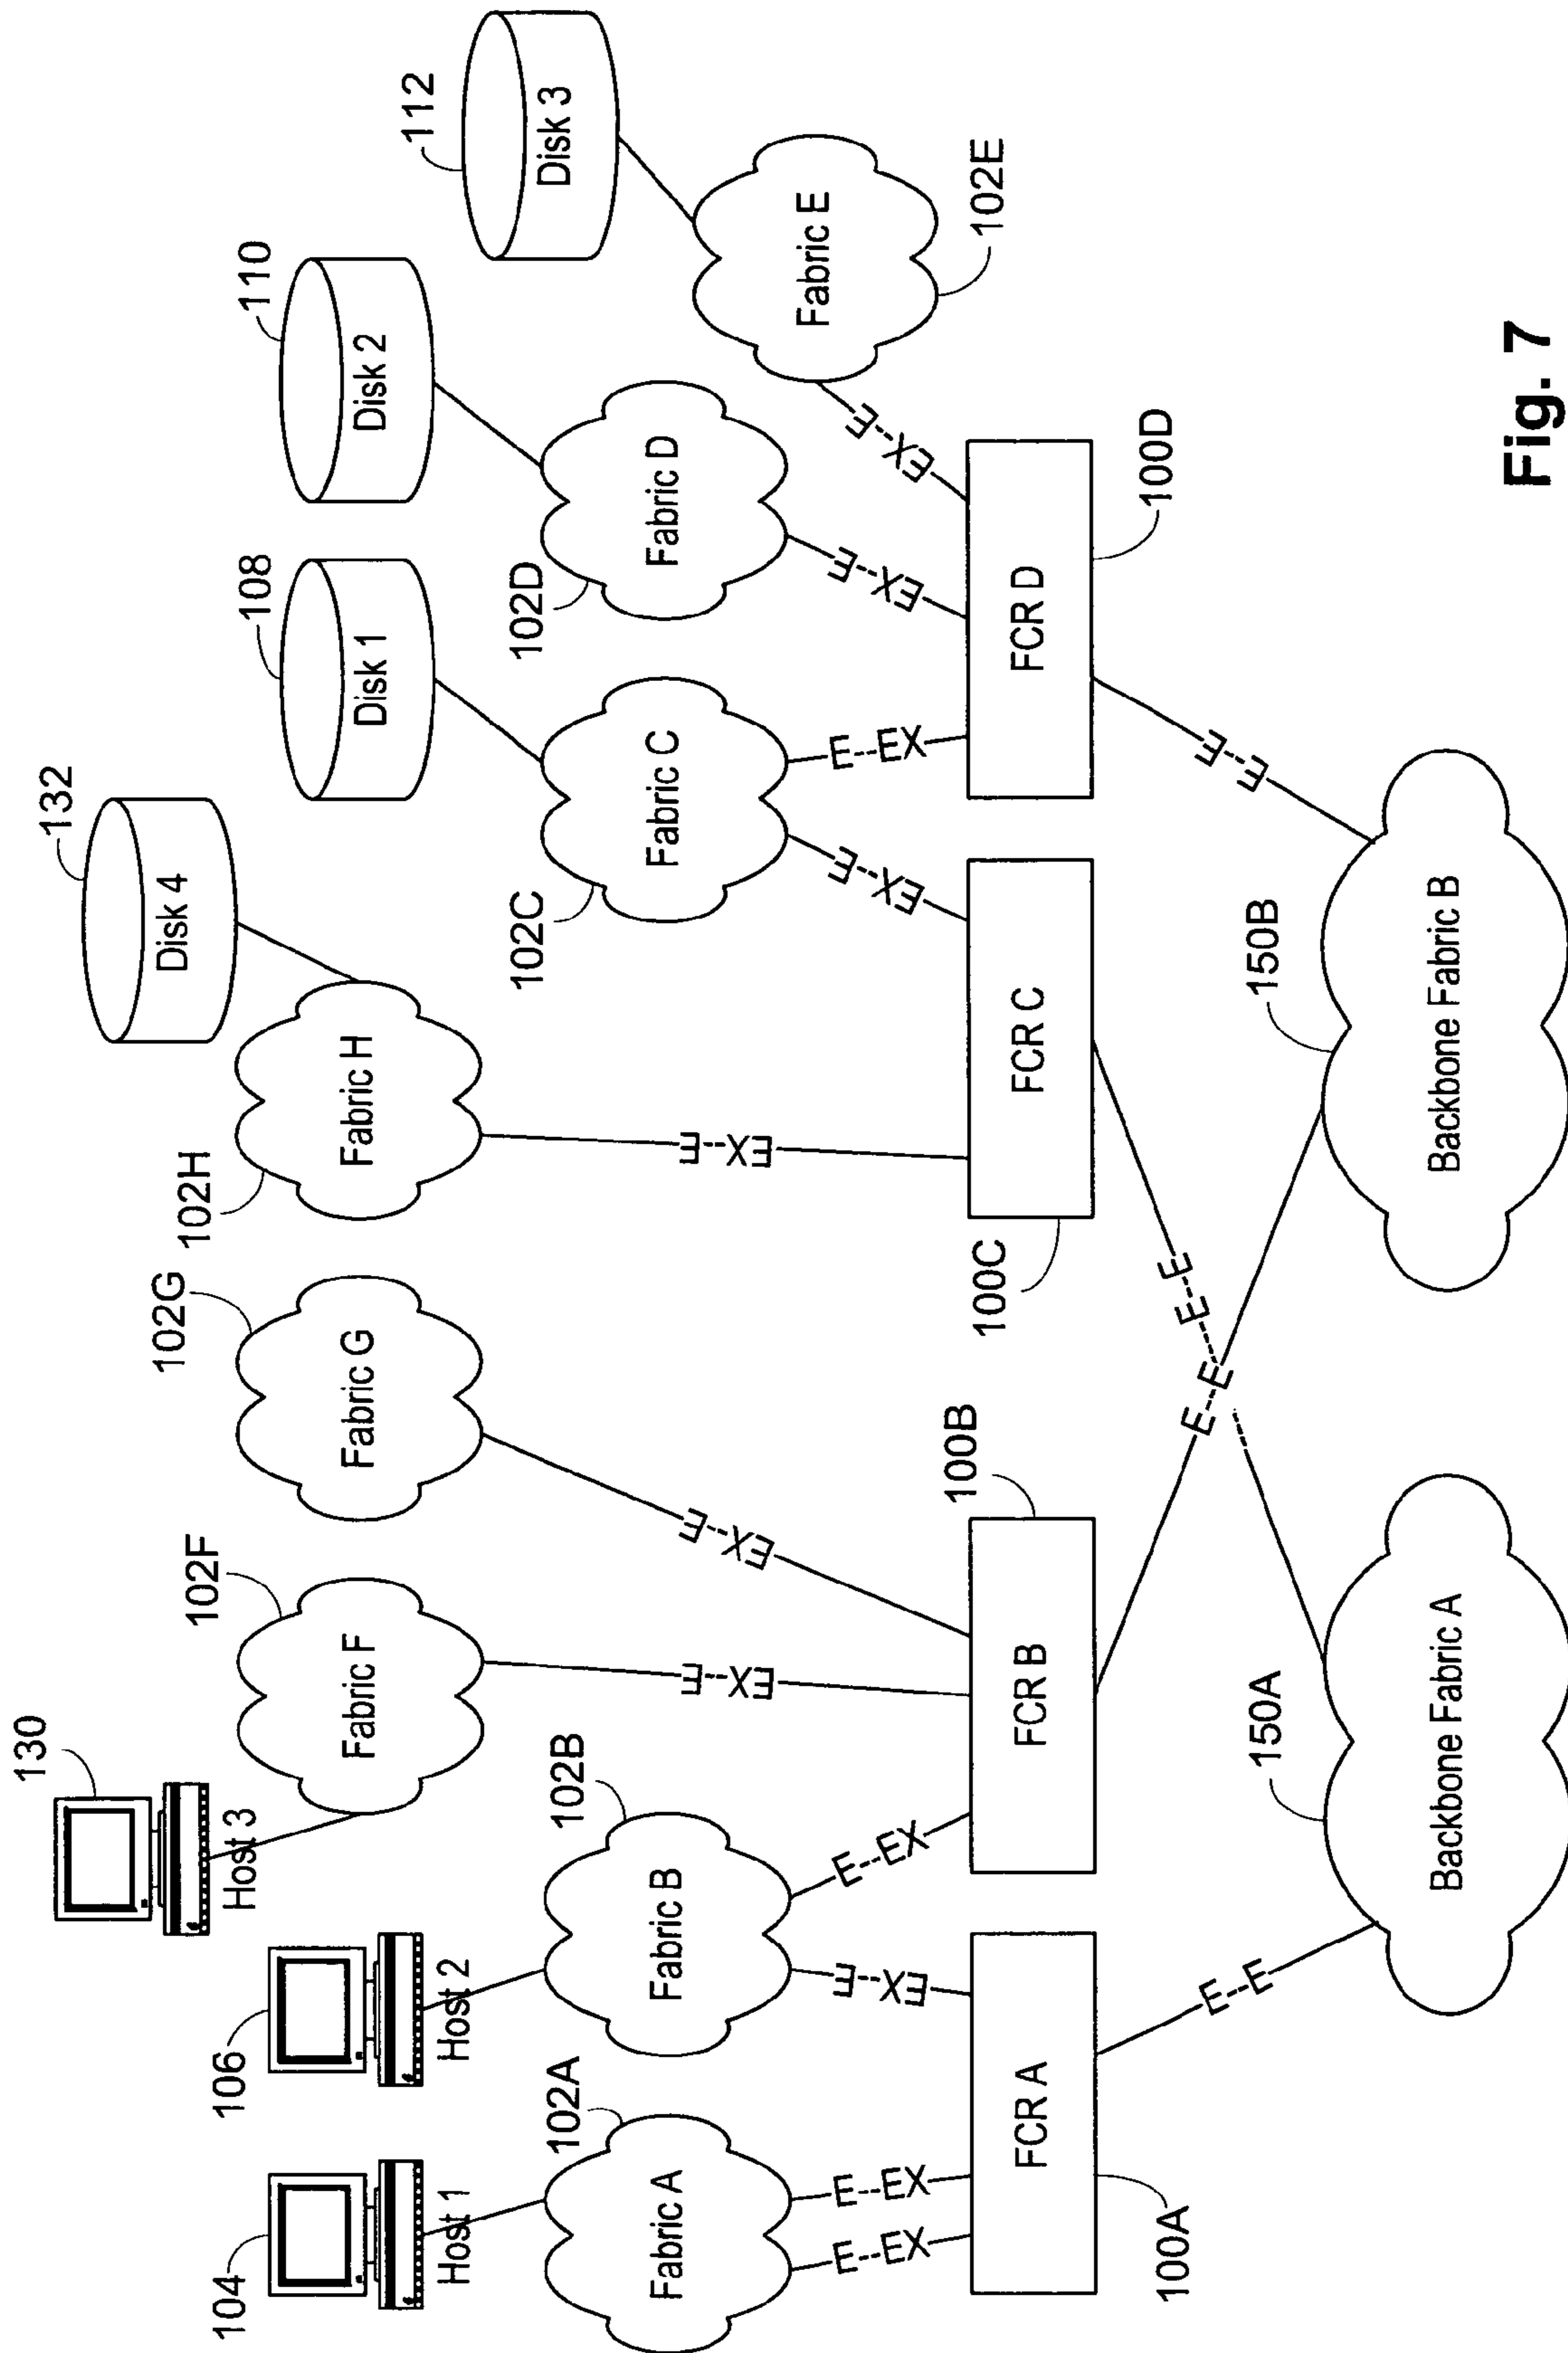 130
132
Disk 4
112
Disk 3
104
106
Host 3
102F
102G
102H
108
110
Disk 1
Disk 2
Host 1
Host 2
Fabric F
Fabric G
Fabric H
102A
102B
102C
102D
Fabric A
Fabric B
Fabric C
Fabric D
Fabric E
102E
E--EX
E--EX
E--EX
E--EX
E--EX
E--EX
E--EX
E--EX
E--EX
E--EX
E--EX
FCR A
FCR B
FCR C
FCR D
100A
100B
100C
100D
E--E
E--E
E--E
E--E
150A
150B
Backbone Fabric A
Backbone Fabric B
Fig. 7